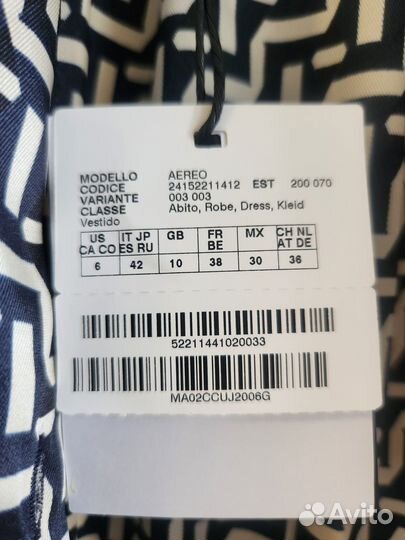 MODELLO AEREO
CODICE 24152211412 EST 200 070
VARIANTE 003 003
CLASSE Abito, Robe, Dress, Kleid
Vestido
US CA CO IT JP ES RU GB FR BE MX CH NL AT DE
6 42 10 38 30 36
52211441020033
MA02CCUJ2006G
Avito